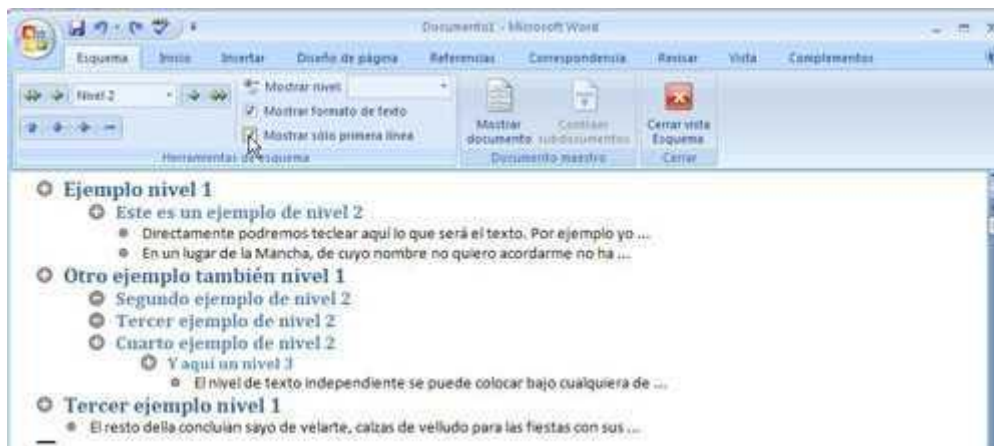 Documento1 - Microsoft Word
Esquema Inicio Insertar Diseño de página Referencias Correspondencia Revisar Vista Complementos
Nivel 2
Mostrar nivel:
Mostrar formato de texto
Mostrar sólo primera línea
Mostrar documento
Contraer subdocumentos
Cerrar vista Esquema
Herramientas de esquema
Documento maestro
Cerrar
Ejemplo nivel 1
Este es un ejemplo de nivel 2
Directamente podremos teclear aquí lo que será el texto. Por ejemplo yo ...
En un lugar de la Mancha, de cuyo nombre no quiero acordarme no ha ...
Otro ejemplo también nivel 1
Segundo ejemplo de nivel 2
Tercer ejemplo de nivel 2
Cuarto ejemplo de nivel 2
Y aquí un nivel 3
El nivel de texto independiente se puede colocar bajo cualquiera de ...
Tercer ejemplo nivel 1
El resto della concluían sayo de velarte, calzas de velludo para las fiestas con sus ...